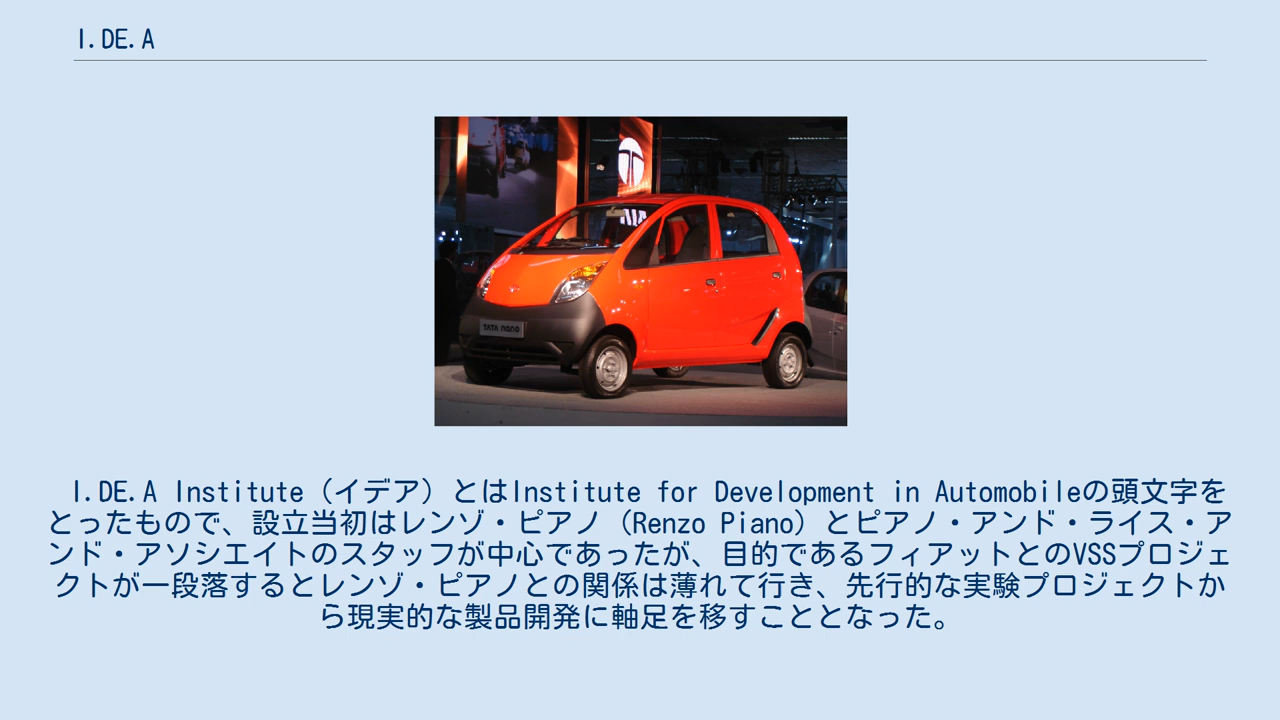 I.DE.A
TATA nano
I.DE.A Institute（イデア）とはInstitute for Development in Automobileの頭文字を
とったもので、設立当初はレンゾ・ピアノ（Renzo Piano）とピアノ・アンド・ライス・ア
ンド・アソシエイトのスタッフが中心であったが、目的であるフィアットとのVSSプロジェ
クトが一段落するとレンゾ・ピアノとの関係は薄れて行き、先行的な実験プロジェクトか
ら現実的な製品開発に軸足を移すこととなった。